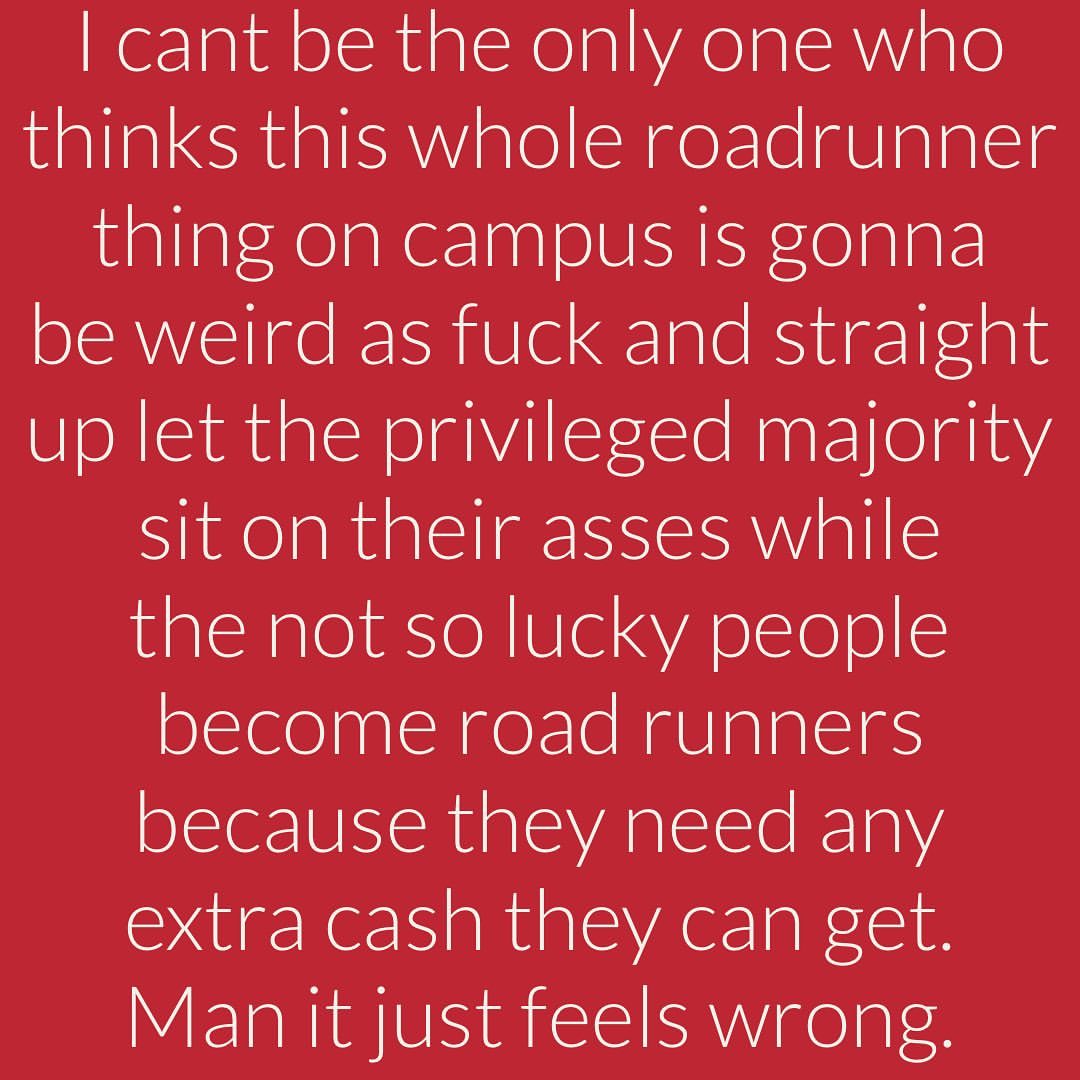 I cant be the only one who
thinks this whole roadrunner
thing on campus is gonna
be weird as fuck and straight
up let the privileged majority
sit on their asses while
the not so lucky people
become road runners
because they need any
extra cash they can get.
Man it just feels wrong.